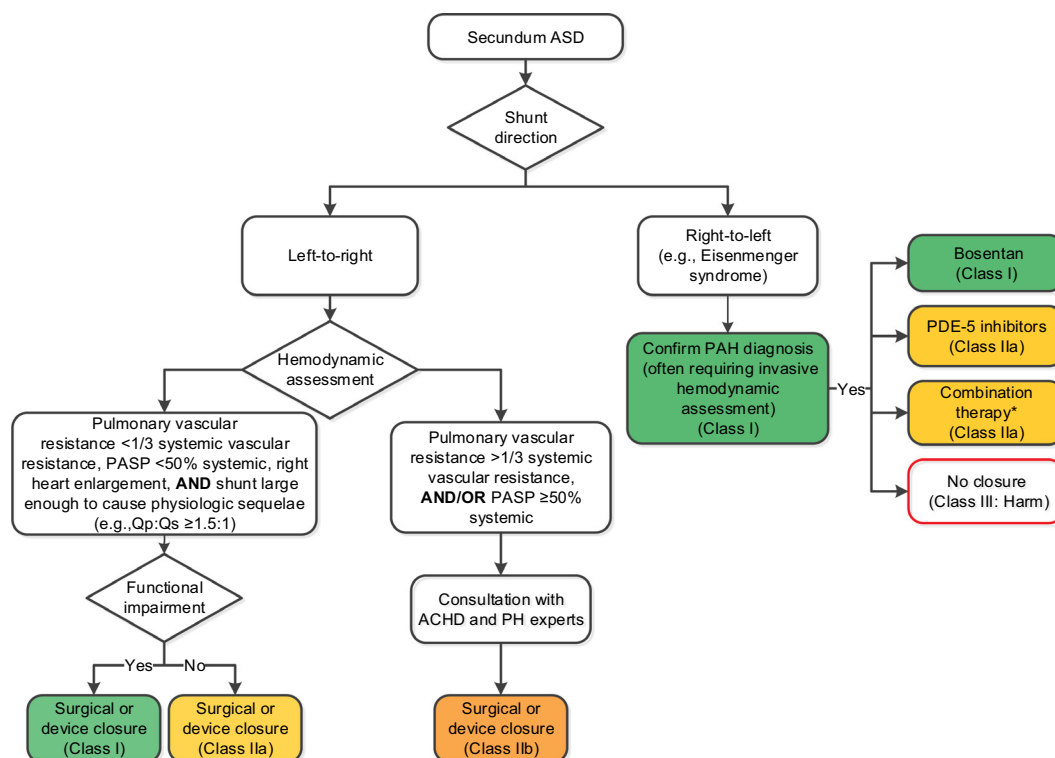 Secundum ASD
Shunt
direction
Left-to-right
Right-to-left
(e.g., Eisenmenger
syndrome)
Hemodynamic
assessment
Confirm PAH diagnosis
(often requiring invasive
hemodynamic
assessment)
(Class I)
Yes
Bosentan
(Class I)
PDE-5 inhibitors
(Class IIa)
Combination
therapy*
(Class IIa)
No closure
(Class III: Harm)
Pulmonary vascular
resistance <1/3 systemic vascular
resistance, PASP <50% systemic, right
heart enlargement, AND shunt large
enough to cause physiologic sequelae
(e.g.,Qp:Qs ≥1.5:1)
Pulmonary vascular
resistance >1/3 systemic
vascular resistance,
AND/OR PASP ≥50%
systemic
Functional
impairment
Consultation with
ACHD and PH experts
Yes
No
Surgical or
device closure
(Class I)
Surgical or
device closure
(Class IIa)
Surgical or
device closure
(Class IIb)